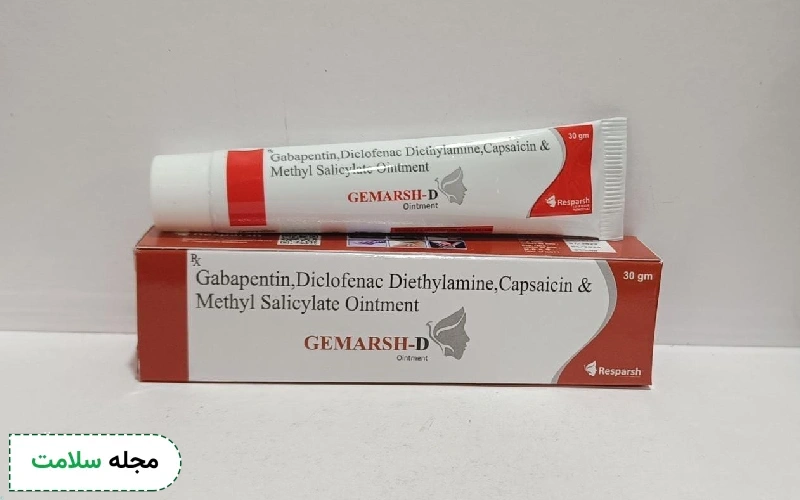 Rx
Gabapentin,Diclofenac Diethylamine,Capsaicin &
Methyl Salicylate Ointment
GEMARSH-D
Ointment
30 gm
Resparsh
Rx
Gabapentin,Diclofenac Diethylamine,Capsaicin &
Methyl Salicylate Ointment
GEMARSH-D
Ointment
30 gm
Resparsh
مجله سلامت